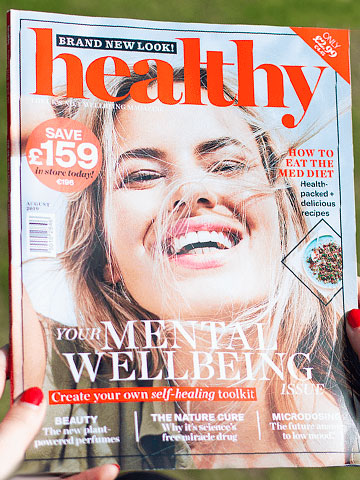 BRAND NEW LOOK!
ONLY
£2.99
healthy
SAVE
£159
in store today!
€195
AUGUST
2019
HOW TO
EAT THE
MED DIET
Health-
packed +
delicious
recipes
YOUR MENTAL
WELLBEING
ISSUE
Create your own self-healing toolkit
BEAUTY
The new plant-
powered perfumes
THE NATURE CURE
Why it's science's
free miracle drug
MICRODOSING
The future
to low mood?